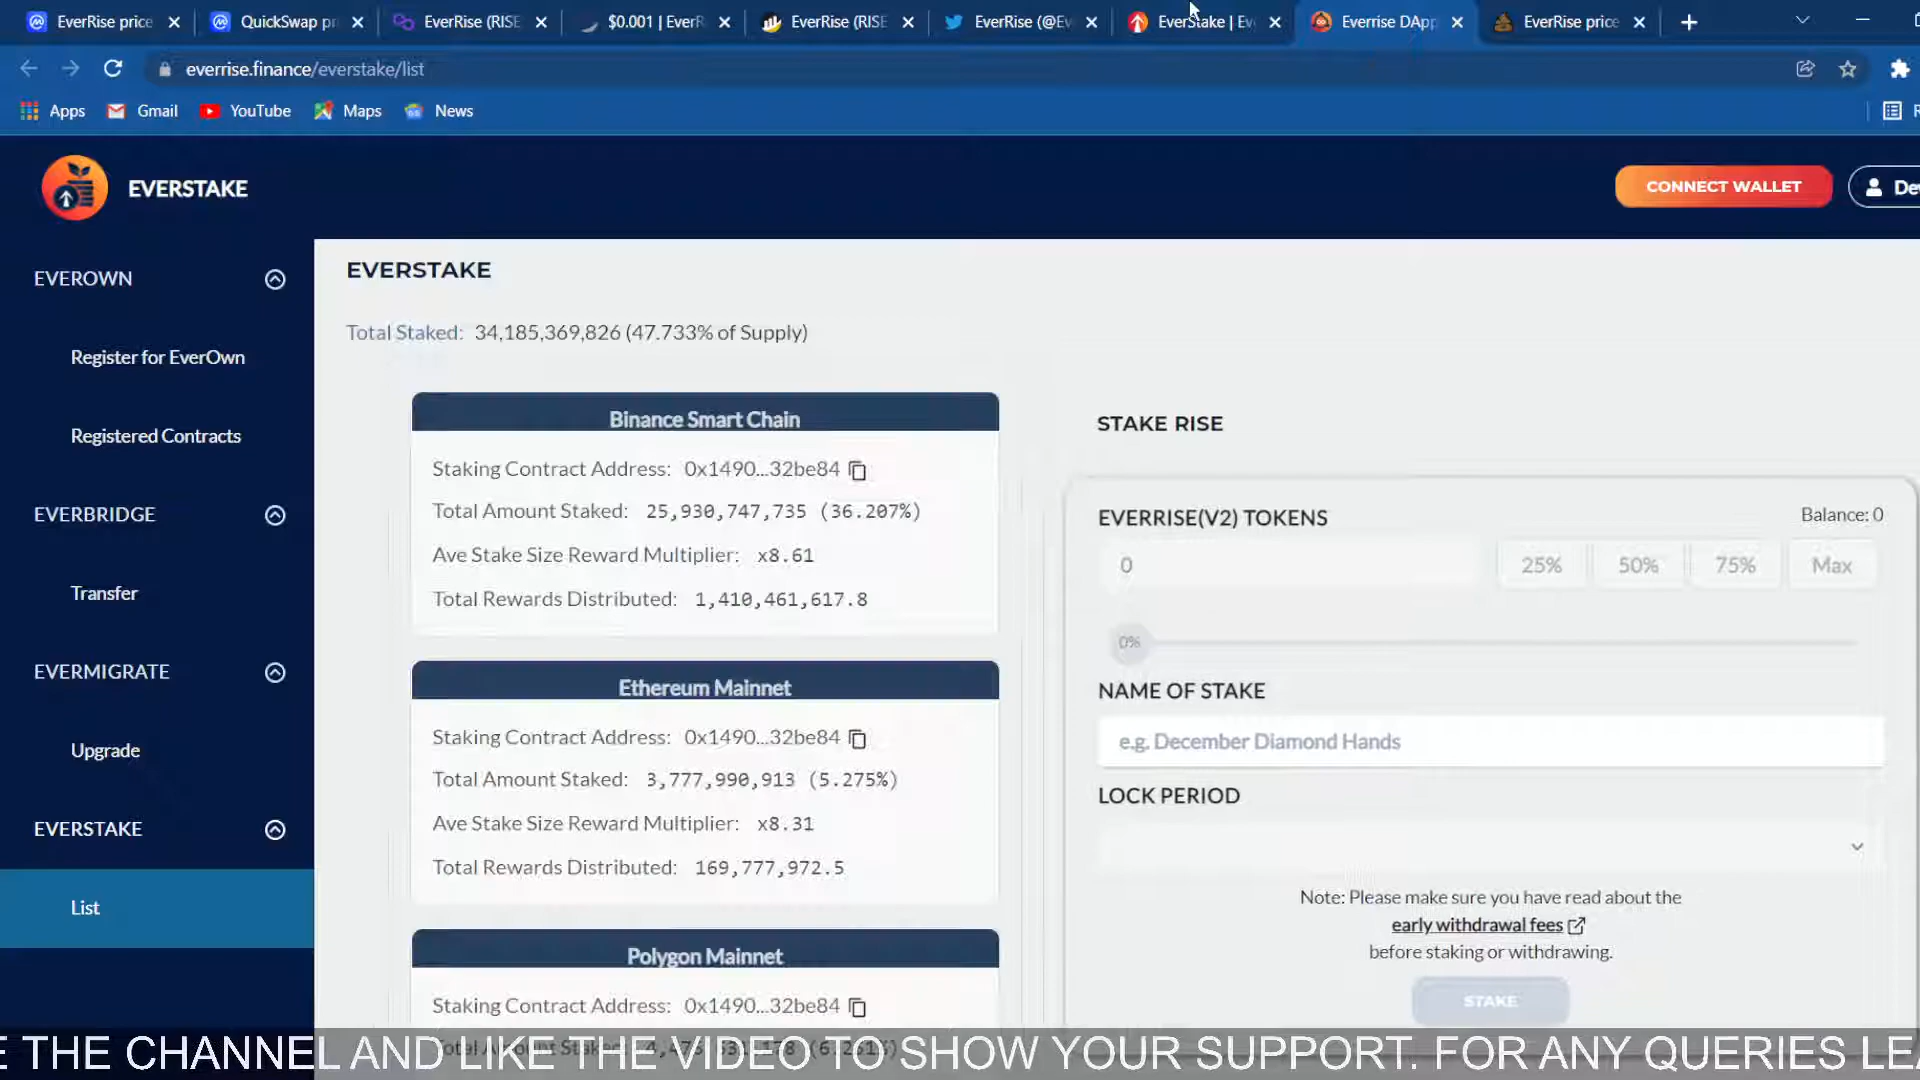 EverRise price
QuickSwap pr
EverRise (RISE
$0.001 | EverR
EverRise (RISE
EverRise (@Ev
EverStake | Ev
Everrise DApp
EverRise price
everrise.finance/everstake/list
Apps
Gmail
YouTube
Maps
News
EVERSTAKE
CONNECT WALLET
EVEROWN
Register for EverOwn
Registered Contracts
EVERBRIDGE
Transfer
EVERMIGRATE
Upgrade
EVERSTAKE
List
EVERSTAKE
Total Staked: 34,185,369,826 (47.733% of Supply)
Binance Smart Chain
Staking Contract Address: 0x1490...32be84
Total Amount Staked: 25,930,747,735 (36.207%)
Ave Stake Size Reward Multiplier: x8.61
Total Rewards Distributed: 1,410,461,617.8
Ethereum Mainnet
Staking Contract Address: 0x1490...32be84
Total Amount Staked: 3,777,990,913 (5.275%)
Ave Stake Size Reward Multiplier: x8.31
Total Rewards Distributed: 169,777,972.5
Polygon Mainnet
Staking Contract Address: 0x1490...32be84
Total Amount Staked:
STAKE RISE
EVERRISE(V2) TOKENS
Balance: 0
0
25%
50%
75%
Max
0%
NAME OF STAKE
e.g. December Diamond Hands
LOCK PERIOD
Note: Please make sure you have read about the
early withdrawal fees
before staking or withdrawing.
STAKE
E THE CHANNEL AND LIKE THE VIDEO TO SHOW YOUR SUPPORT. FOR ANY QUERIES LEA